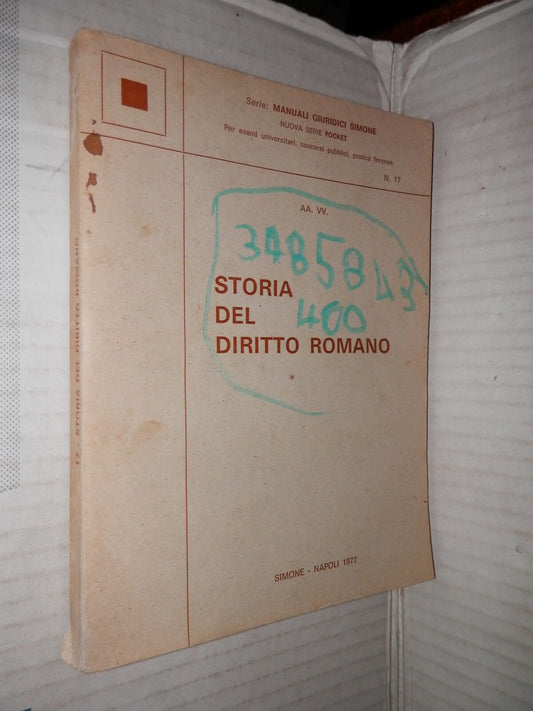 Serie: MANUALI GIURIDICI SIMONE
NUOVA SERIE POCKET
Per esami universitari, concorsi pubblici, pratica forense
N. 17
AA. VV.
3485843
400
STORIA
DEL
DIRITTO ROMANO
SIMONE - NAPOLI 1977
17 - STORIA DEL DIRITTO ROMANO